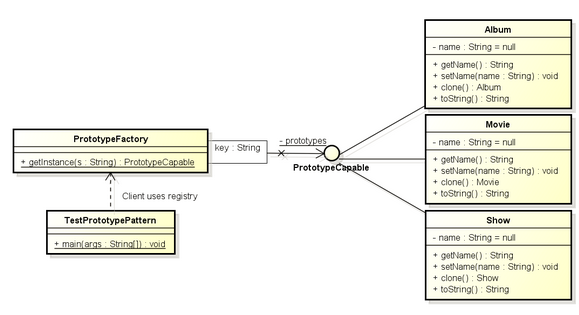 Album
- name : String = null
+ getName() : String
+ setName(name : String) : void
+ clone() : Album
+ toString() : String
PrototypeFactory
+ getInstance(s : String) : PrototypeCapable
key : String
- prototypes
PrototypeCapable
Movie
- name : String = null
+ getName() : String
+ setName(name : String) : void
+ clone() : Movie
+ toString() : String
Client uses registry
TestPrototypePattern
+ main(args : String[]) : void
Show
- name : String = null
+ getName() : String
+ setName(name : String) : void
+ clone() : Show
+ toString() : String